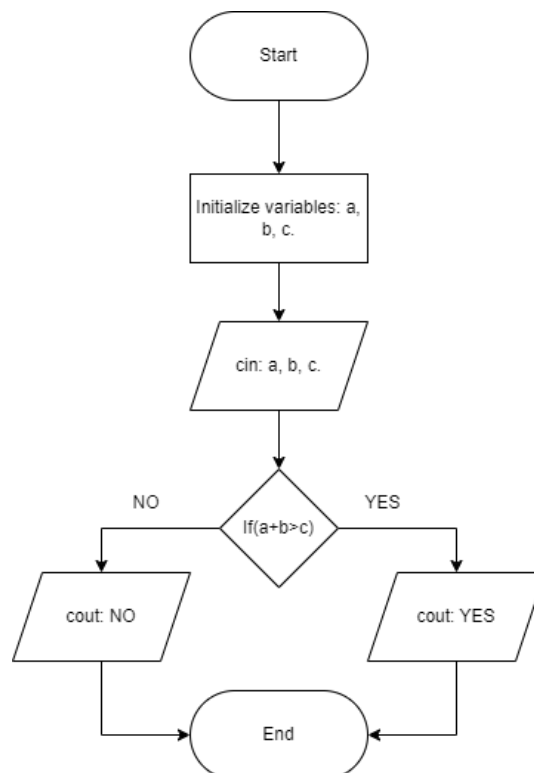 Start
Initialize variables: a,
b, c.
cin: a, b, c.
NO
YES
If(a+b>c)
cout: NO
cout: YES
End